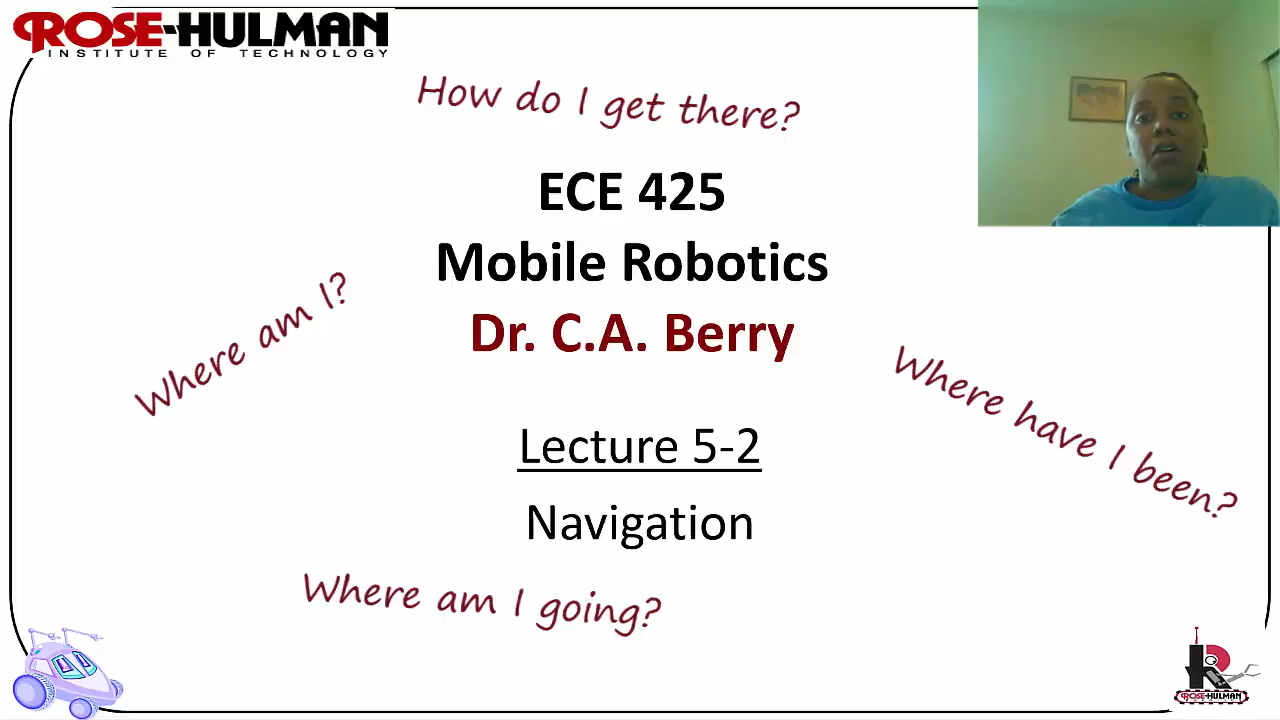 ROSE-HULMAN
INSTITUTE OF TECHNOLOGY
How do I get there?
ECE 425
Mobile Robotics
Dr. C.A. Berry
Where am I?
Where have I been?
Lecture 5-2
Navigation
Where am I going?
R
ROSE-HULMAN